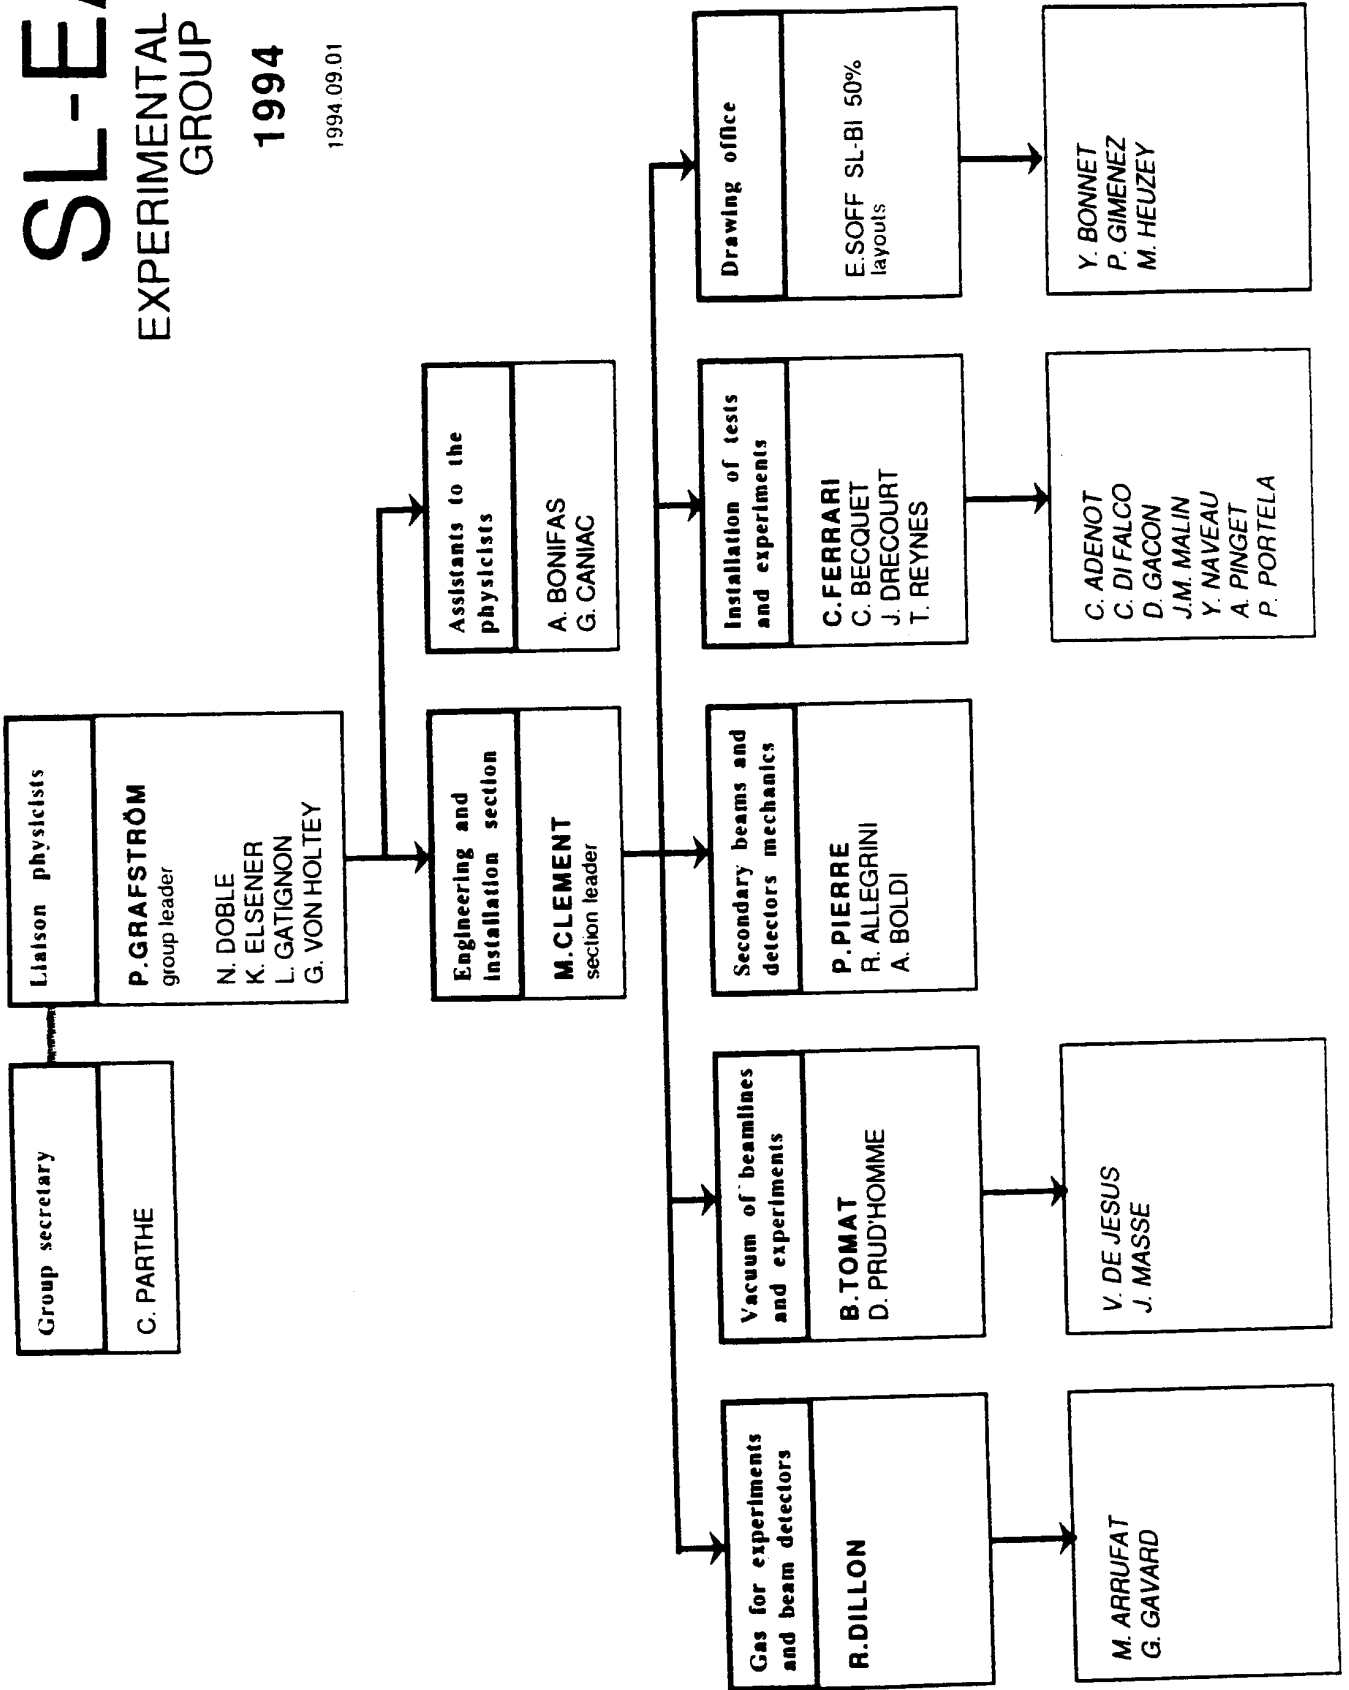 SL-EA
EXPERIMENTAL
GROUP
1994
1994.09.01
Group secretary
C. PARTHE
Liaison physicists
P.GRAFSTRÖM
group leader
N. DOBLE
K. ELSENER
L. GATIGNON
G. VON HOLTEY
Engineering and
installation section
M.CLEMENT
section leader
Assistants to the
physicists
A. BONIFAS
G. CANIAC
Gas for experiments
and beam detectors
R.DILLON
Vacuum of beamlines
and experiments
B.TOMAT
D. PRUD'HOMME
Secondary beams and
detectors mechanics
P.PIERRE
R. ALLEGRINI
A. BOLDI
Installation of tests
and experiments
C.FERRARI
C. BECQUET
J. DRECOURT
T. REYNES
Drawing office
E.SOFF SL-BI 50%
layouts
M. ARRUFAT
G. GAVARD
V. DE JESUS
J. MASSE
C. ADENOT
C. DI FALCO
D. GACON
J.M. MALIN
Y. NAVEAU
A. PINGET
P. PORTELA
Y. BONNET
P. GIMENEZ
M. HEUZEY